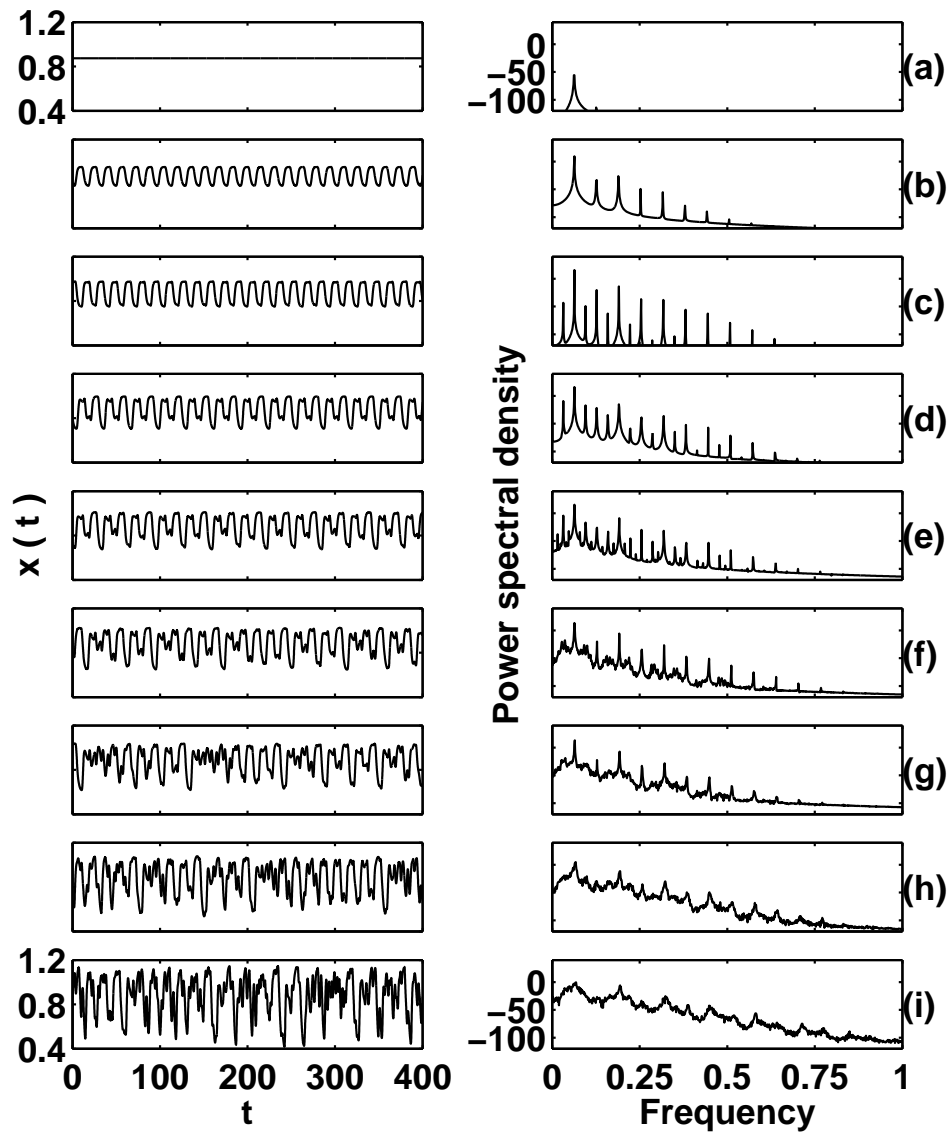 1.2
0.8
0.4
0
−50
−100
(a)
(b)
(c)
(d)
(e)
(f)
(g)
(h)
1.2
0.8
0.4
0
−50
−100
(i)
x ( t )
Power spectral density
0 100 200 300 400
t
0 0.25 0.5 0.75 1
Frequency